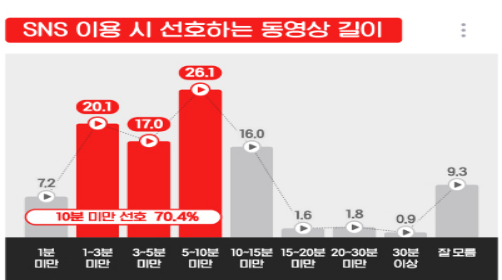 SNS 이용 시 선호하는 동영상 길이
26.1
20.1
17.0
16.0
9.3
7.2
1.6
1.8
0.9
10분 미만 선호 70.4%
1분 미만
1~3분 미만
3~5분 미만
5~10분 미만
10~15분 미만
15~20분 미만
20~30분 미만
30분 이상
잘 모름